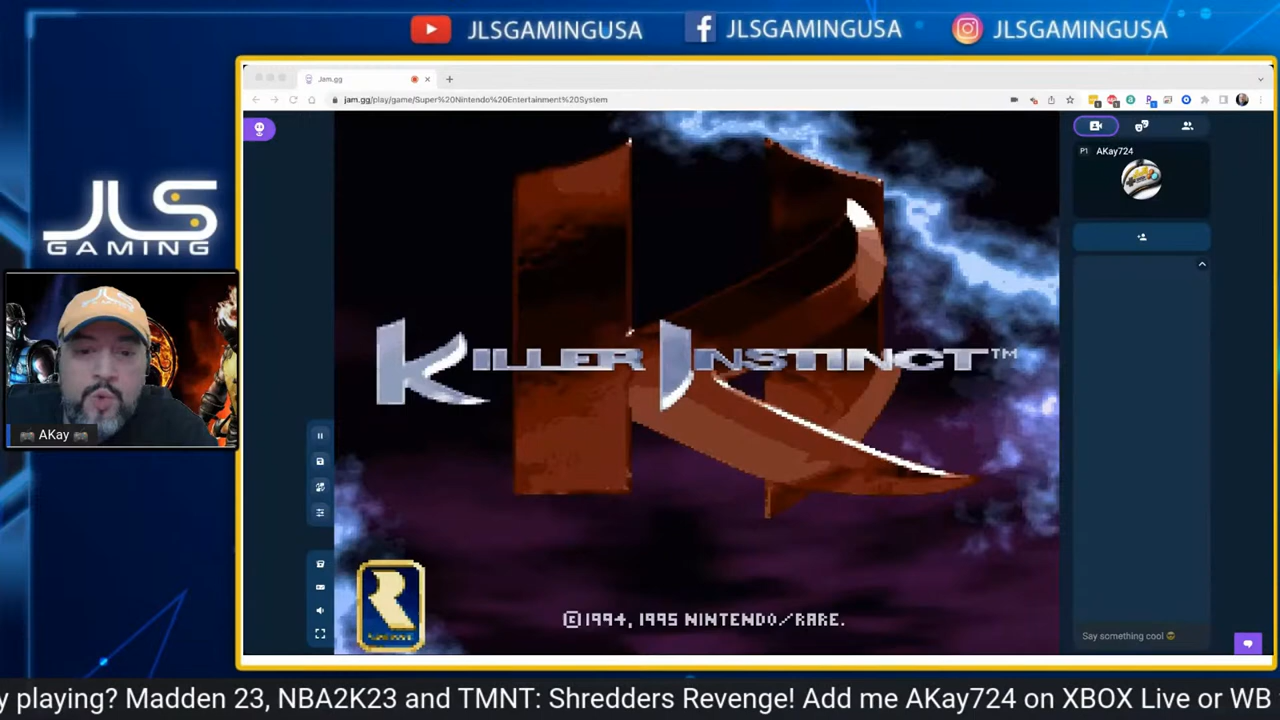 JLSGAMINGUSA
JLSGAMINGUSA
JLSGAMINGUSA
Jam.gg
jam.gg/play/game/Super%20Nintendo%20Entertainment%20System
JLS
GAMING
P1 AKay724
KILLER INSTINCT™
AKay
©1994, 1995 NINTENDO/RARE.
Say something cool
y playing? Madden 23, NBA2K23 and TMNT: Shredders Revenge! Add me AKay724 on XBOX Live or WB